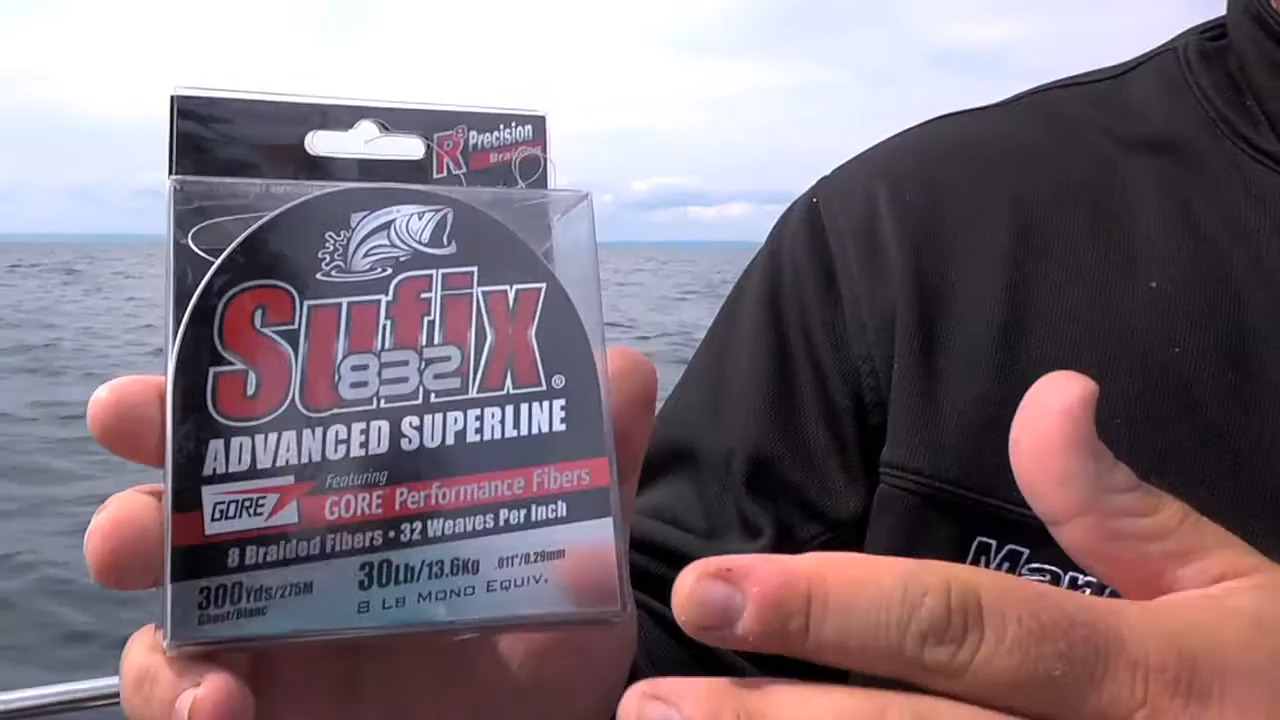 R8 Precision
Braiding
Sufix
832
®
ADVANCED SUPERLINE
Featuring
GORE GORE Performance Fibers
8 Braided Fibers • 32 Weaves Per Inch
300Yds/275M 30Lb/13.6Kg .011"/0.29mm
Ghost/Blanc 8 LB MONO EQUIV.